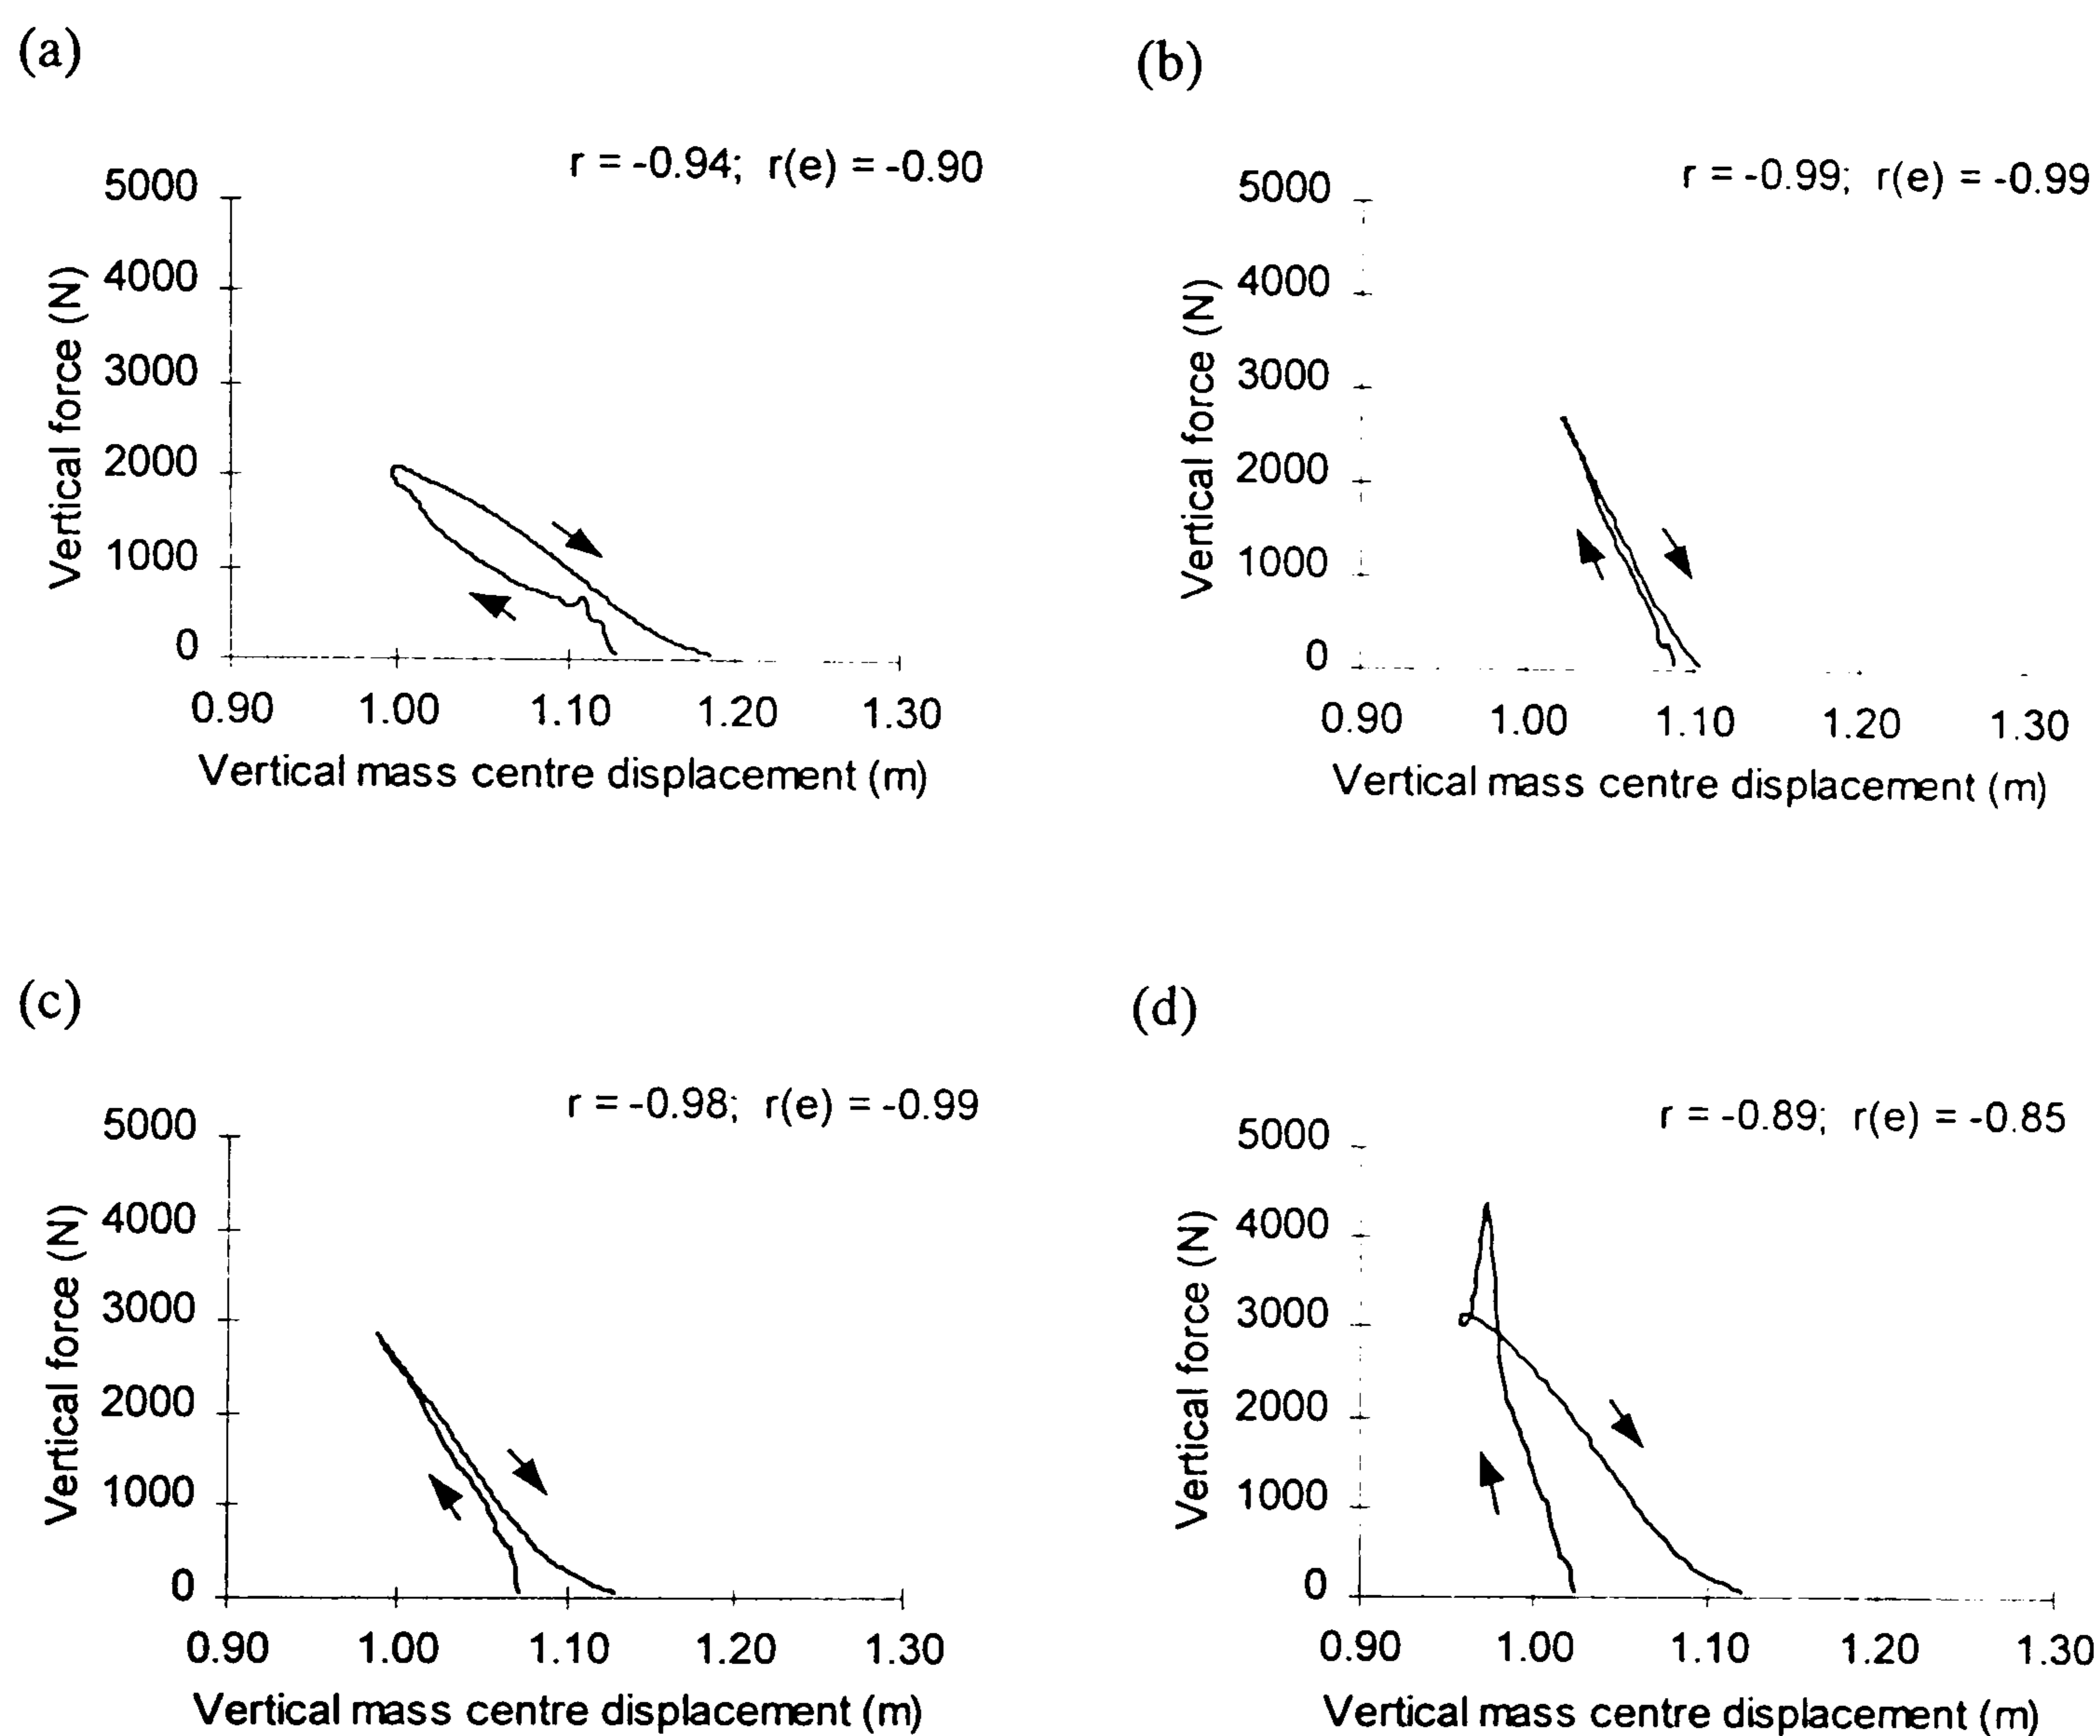 (a)
r = -0.94; r(e) = -0.90
5000
4000
3000
2000
1000
0
Vertical force (N)
0.90 1.00 1.10 1.20 1.30
Vertical mass centre displacement (m)
(b)
r = -0.99; r(e) = -0.99
5000
4000
3000
2000
1000
0
Vertical force (N)
0.90 1.00 1.10 1.20 1.30
Vertical mass centre displacement (m)
(c)
r = -0.98; r(e) = -0.99
5000
4000
3000
2000
1000
0
Vertical force (N)
0.90 1.00 1.10 1.20 1.30
Vertical mass centre displacement (m)
(d)
r = -0.89; r(e) = -0.85
5000
4000
3000
2000
1000
0
Vertical force (N)
0.90 1.00 1.10 1.20 1.30
Vertical mass centre displacement (m)